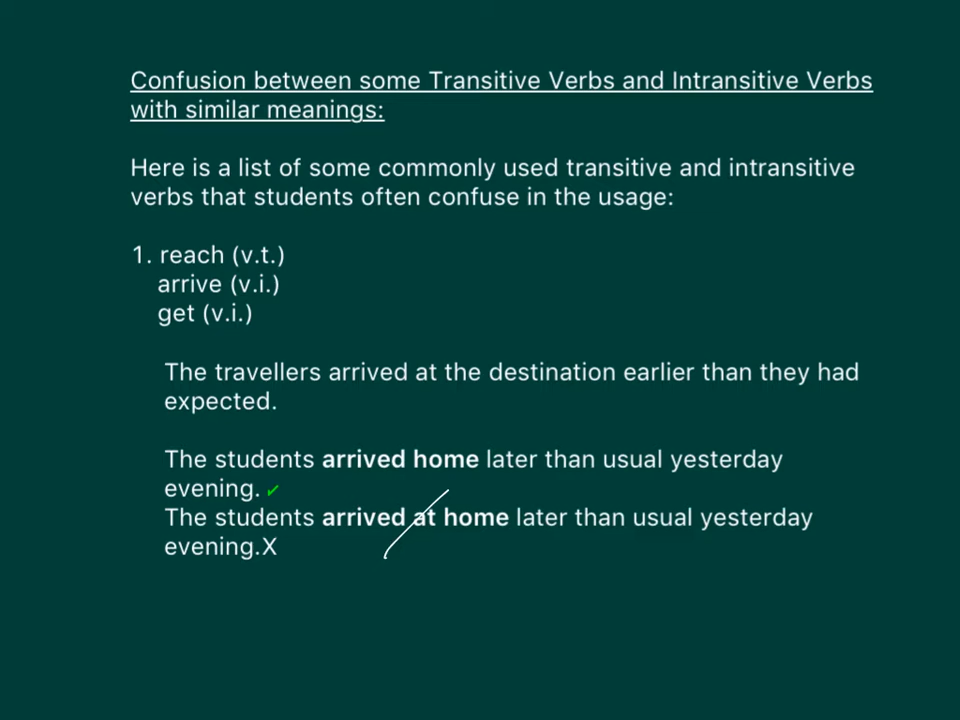 Confusion between some Transitive Verbs and Intransitive Verbs
with similar meanings:
Here is a list of some commonly used transitive and intransitive
verbs that students often confuse in the usage:
1. reach (v.t.)
arrive (v.i.)
get (v.i.)
The travellers arrived at the destination earlier than they had
expected.
The students arrived home later than usual yesterday
evening. ✓
The students arrived at home later than usual yesterday
evening.X